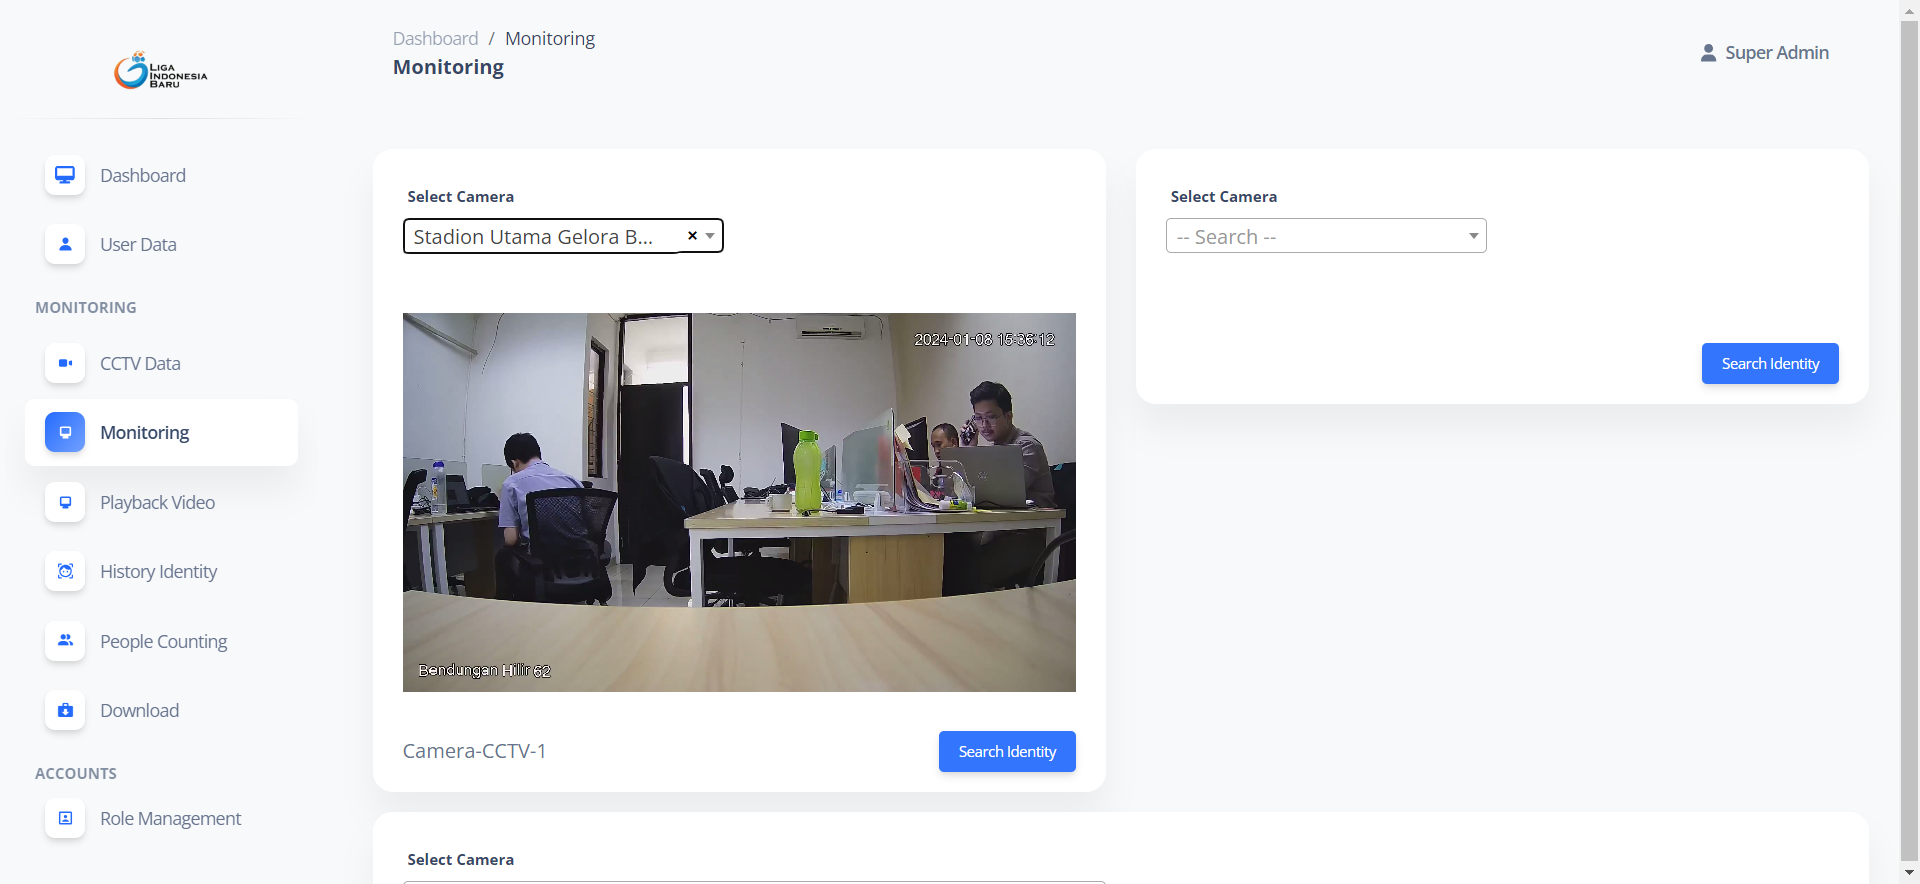 LIGA
INDONESIA
BARU
Dashboard / Monitoring
Monitoring
Super Admin
Dashboard
User Data
MONITORING
CCTV Data
Monitoring
Playback Video
History Identity
People Counting
Download
ACCOUNTS
Role Management
Select Camera
Stadion Utama Gelora B... ×
2024-01-08 15:36:12
Bendungan Hilir 62
Camera-CCTV-1
Search Identity
Select Camera
-- Search --
Search Identity
Select Camera